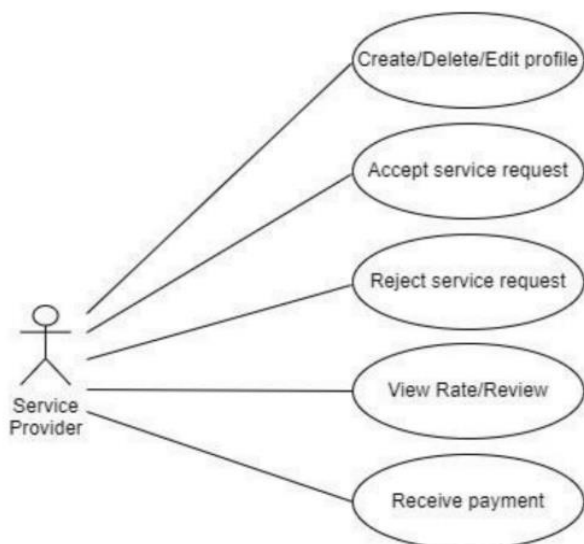 Create/Delete/Edit profile
Accept service request
Reject service request
Service
Provider
View Rate/Review
Receive payment